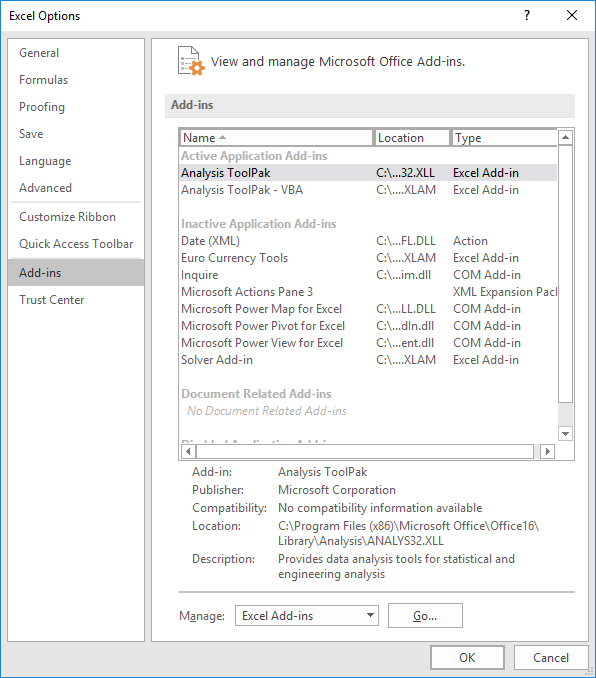 Excel Options
?
General
Formulas
Proofing
Save
Language
Advanced
Customize Ribbon
Quick Access Toolbar
Add-ins
Trust Center
View and manage Microsoft Office Add-ins.
Add-ins
Name Location Type
Active Application Add-ins
Analysis ToolPak C:\...32.XLL Excel Add-in
Analysis ToolPak - VBA C:\....XLAM Excel Add-in
Inactive Application Add-ins
Date (XML) C:\...FL.DLL Action
Euro Currency Tools C:\....XLAM Excel Add-in
Inquire C:\...im.dll COM Add-in
Microsoft Actions Pane 3 XML Expansion Pack
Microsoft Power Map for Excel C:\...LL.DLL COM Add-in
Microsoft Power Pivot for Excel C:\...dln.dll COM Add-in
Microsoft Power View for Excel C:\...ent.dll COM Add-in
Solver Add-in C:\....XLAM Excel Add-in
Document Related Add-ins
No Document Related Add-ins
Add-in: Analysis ToolPak
Publisher: Microsoft Corporation
Compatibility: No compatibility information available
Location: C:\Program Files (x86)\Microsoft Office\Office16\
Library\Analysis\ANALYS32.XLL
Description: Provides data analysis tools for statistical and
engineering analysis
Manage: Excel Add-ins Go...
OK Cancel